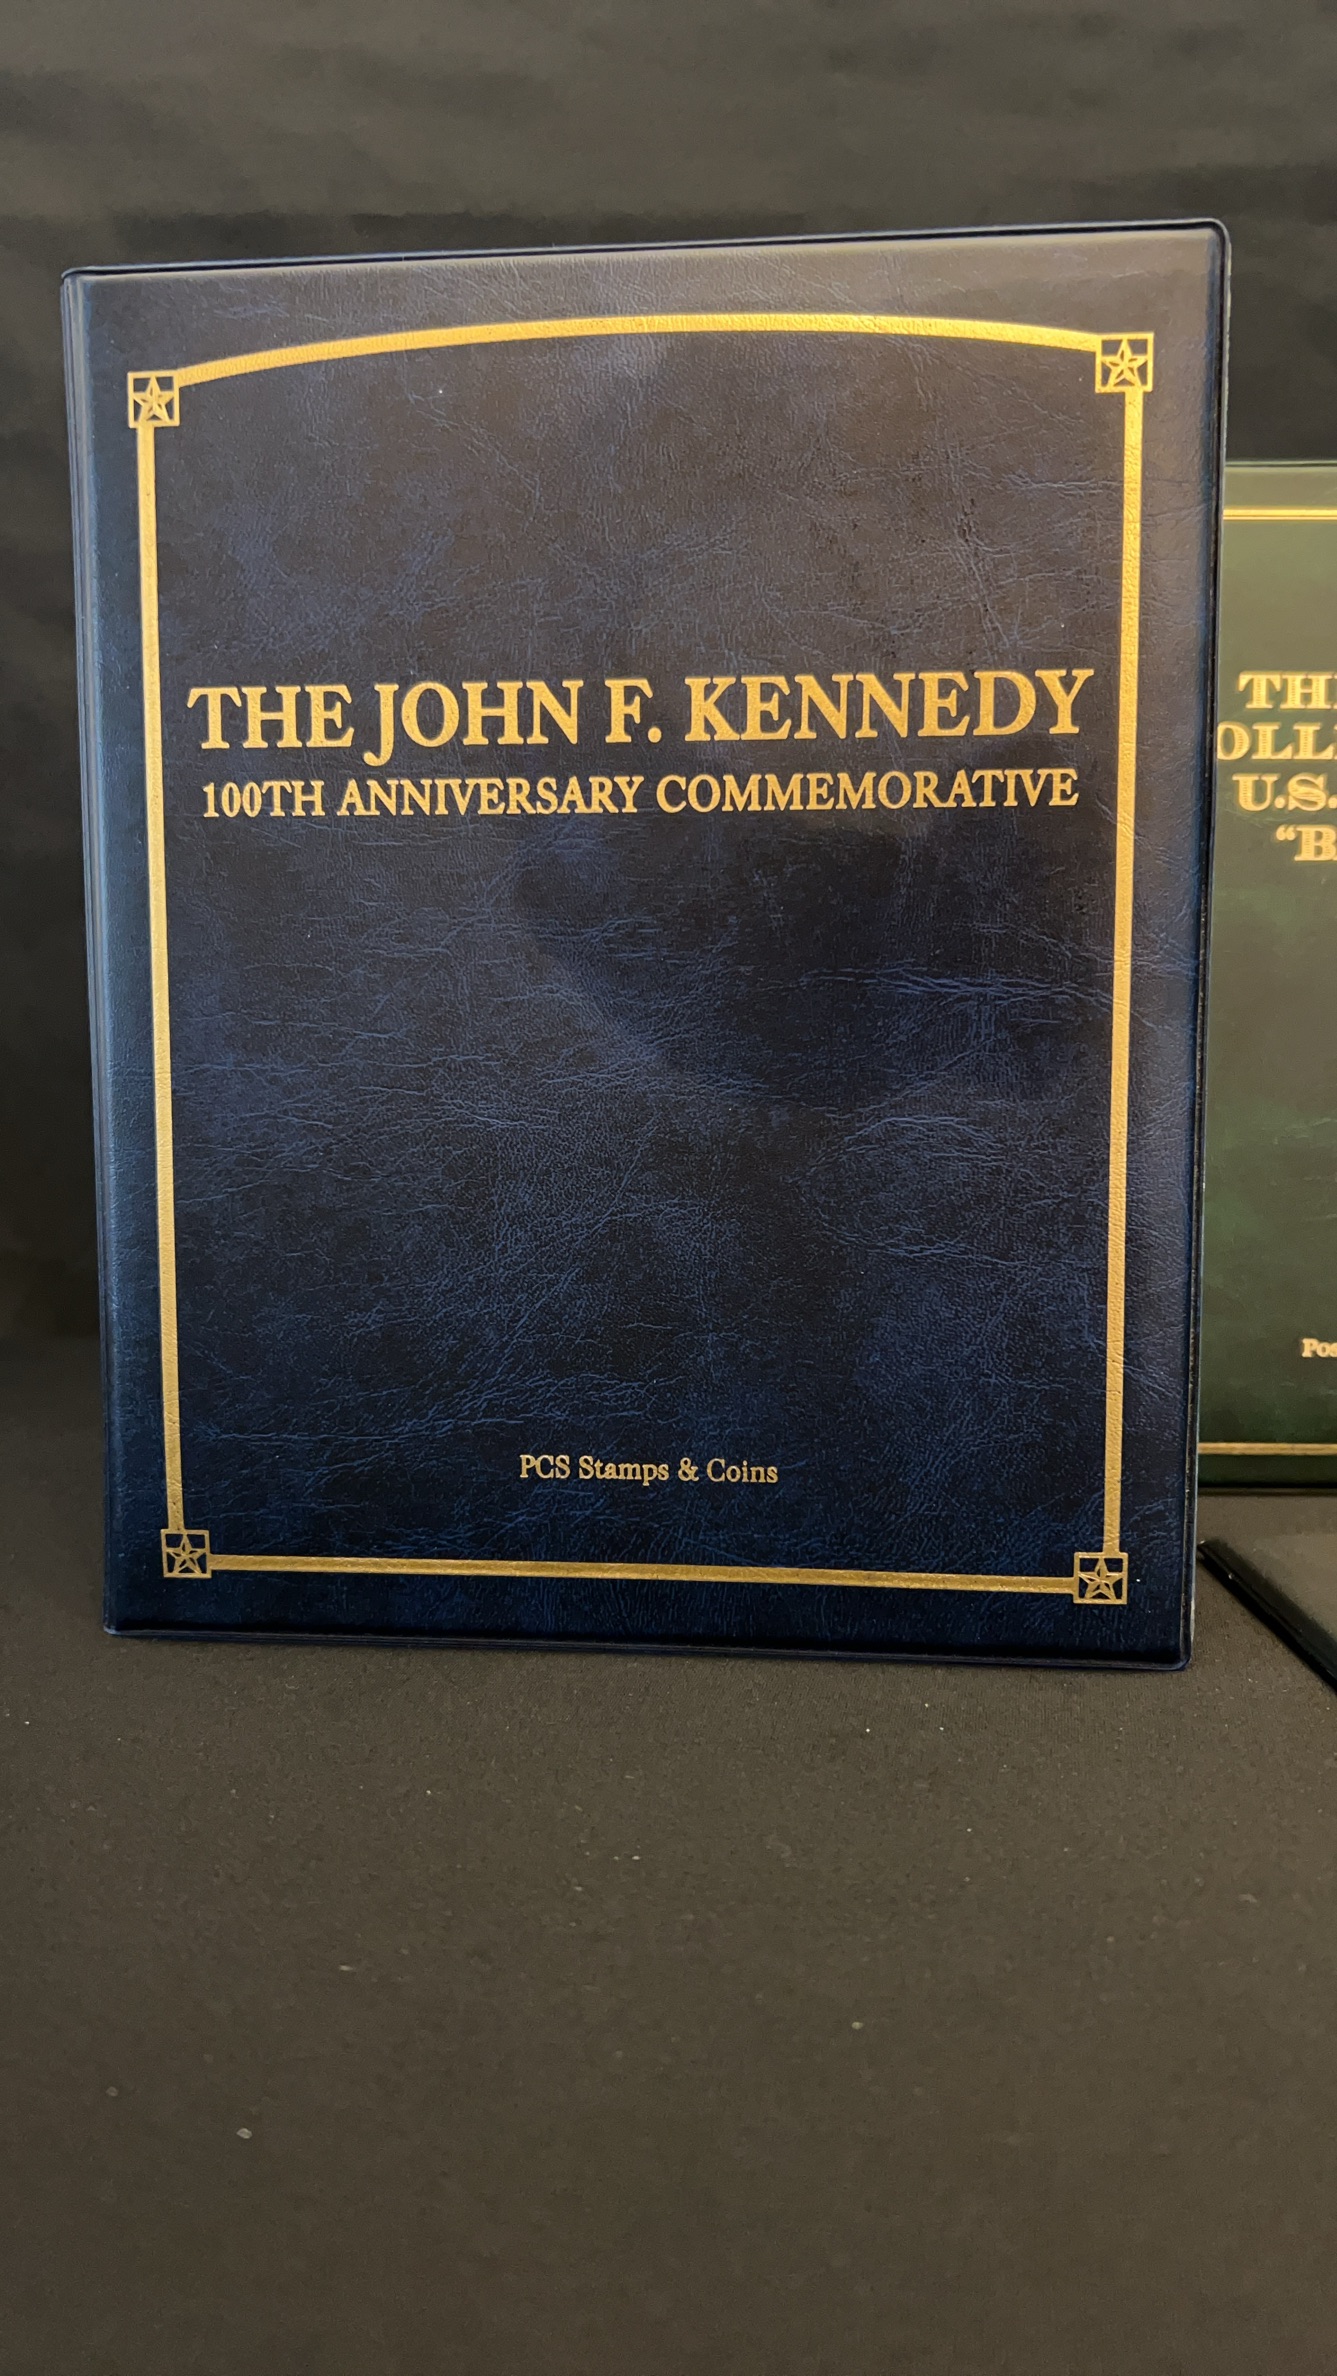 THE JOHN F. KENNEDY
100TH ANNIVERSARY COMMEMORATIVE
PCS Stamps & Coins
U.S.